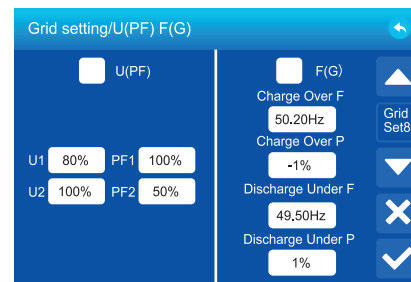 Grid setting/U(PF) F(G)
U(PF)
U1 80% PF1 100%
U2 100% PF2 50%
F(G)
Charge Over F
50.20Hz
Charge Over P
-1%
Discharge Under F
49.50Hz
Discharge Under P
1%
Grid
Set8